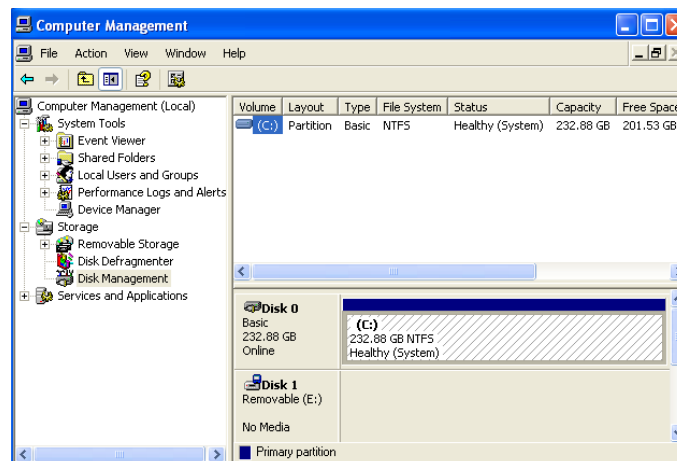 Computer Management
File Action View Window Help
Computer Management (Local)
System Tools
Event Viewer
Shared Folders
Local Users and Groups
Performance Logs and Alerts
Device Manager
Storage
Removable Storage
Disk Defragmenter
Disk Management
Services and Applications
Volume Layout Type File System Status Capacity Free Space
(C:) Partition Basic NTFS Healthy (System) 232.88 GB 201.53 GB
Disk 0
Basic
232.88 GB
Online
(C:)
232.88 GB NTFS
Healthy (System)
Disk 1
Removable (E:)
No Media
Primary partition